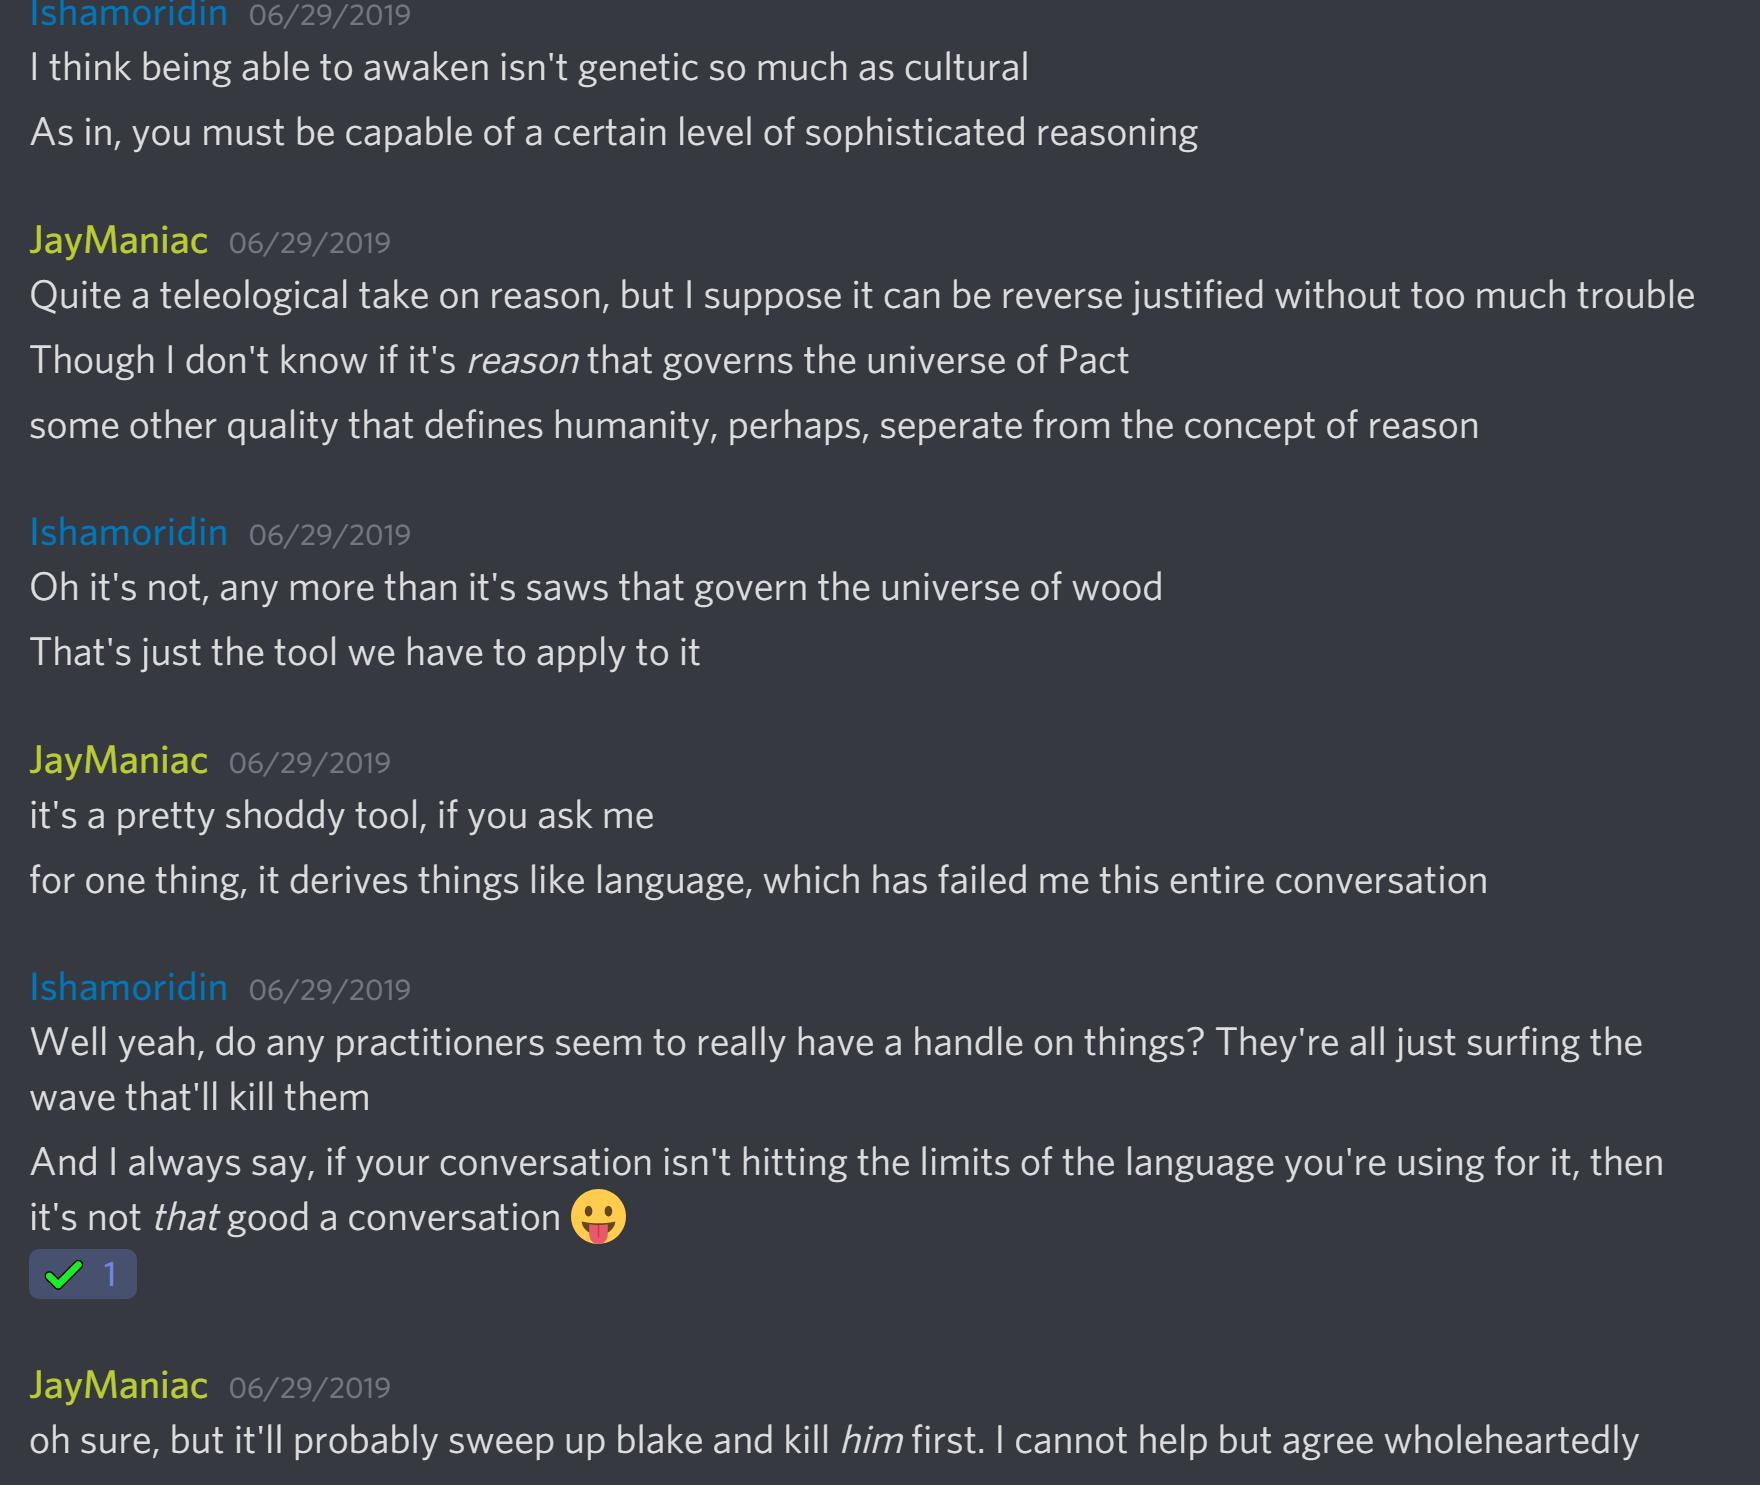 Ishamoridin 06/29/2019
I think being able to awaken isn't genetic so much as cultural
As in, you must be capable of a certain level of sophisticated reasoning
JayManiac 06/29/2019
Quite a teleological take on reason, but I suppose it can be reverse justified without too much trouble
Though I don't know if it's reason that governs the universe of Pact
some other quality that defines humanity, perhaps, seperate from the concept of reason
Ishamoridin 06/29/2019
Oh it's not, any more than it's saws that govern the universe of wood
That's just the tool we have to apply to it
JayManiac 06/29/2019
it's a pretty shoddy tool, if you ask me
for one thing, it derives things like language, which has failed me this entire conversation
Ishamoridin 06/29/2019
Well yeah, do any practitioners seem to really have a handle on things? They're all just surfing the
wave that'll kill them
And I always say, if your conversation isn't hitting the limits of the language you're using for it, then
it's not that good a conversation 😛
1
JayManiac 06/29/2019
oh sure, but it'll probably sweep up blake and kill him first. I cannot help but agree wholeheartedly